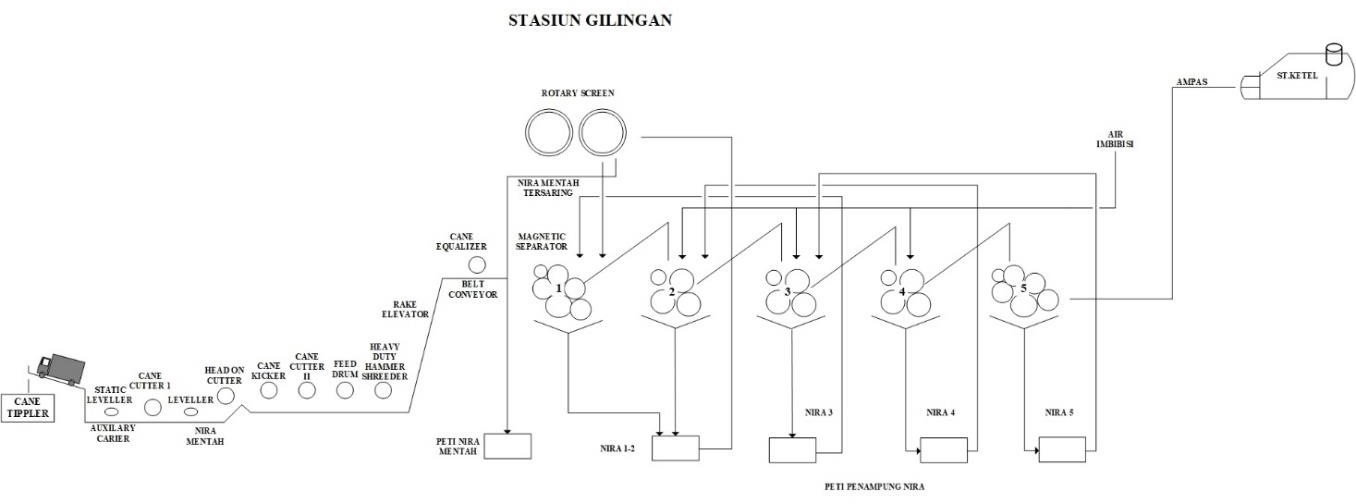 STASIUN GILINGAN
ST.KETEL
AMPAS
ROTARY SCREEN
AIR
IMBIBISI
NIRA MENTAH
TERSARING
CANE
EQUALIZER
MAGNETIC
SEPARATOR
BELT
CONVEYOR
1
2
3
4
5
RAKE
ELEVATOR
HEAVY
DUTY
HAMMER
SHREEDER
FEED
DRUM
CANE
CUTTER
II
CANE
KICKER
HEAD ON
CUTTER
CANE
CUTTER 1
STATIC
LEVELLER
LEVELLER
CANE
TIPPLER
AUXILARY
CARIER
NIRA
MENTAH
PETI NIRA
MENTAH
NIRA 1-2
NIRA 3
NIRA 4
NIRA 5
PETI PENAMPUNG NIRA